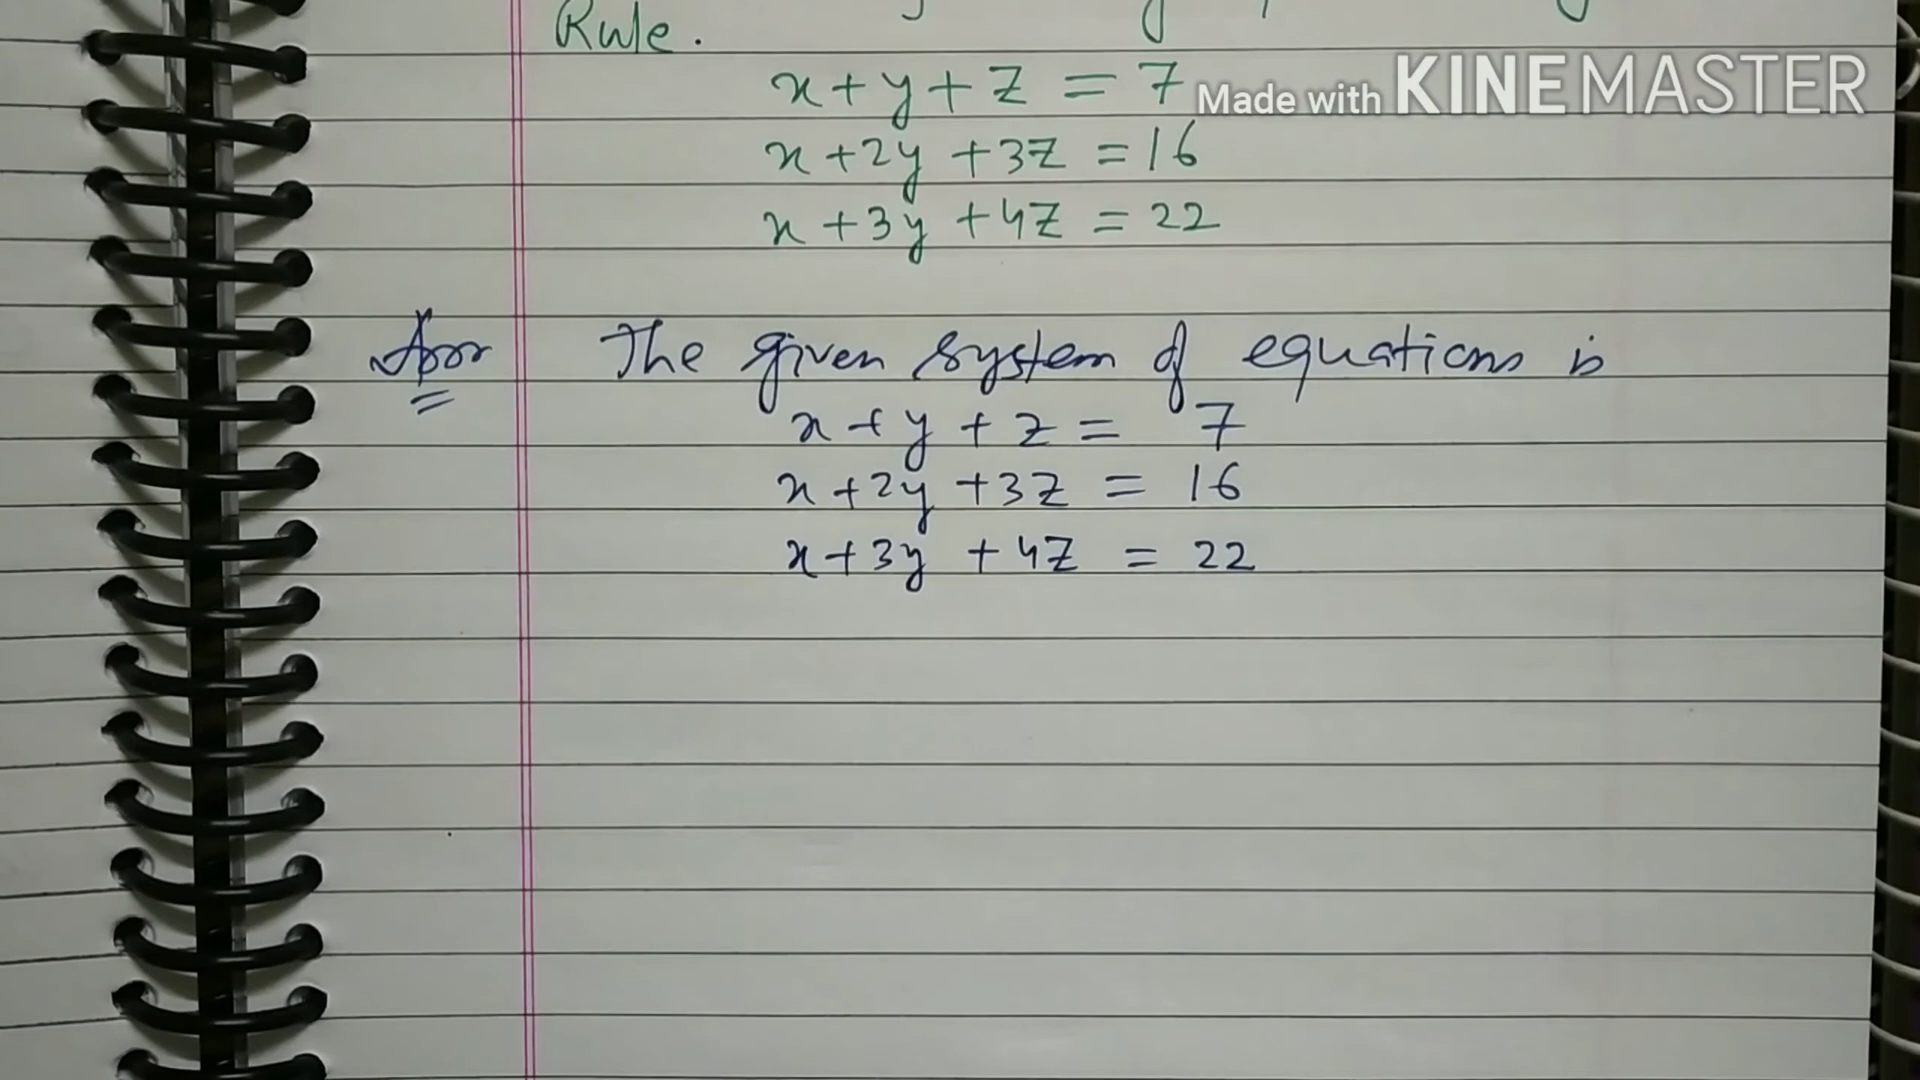 Rule.
x + y + z = 7
Made with KINEMASTER
x + 2y + 3z = 16
x + 3y + 4z = 22
The given system of equations is
x + y + z = 7
x + 2y + 3z = 16
x + 3y + 4z = 22